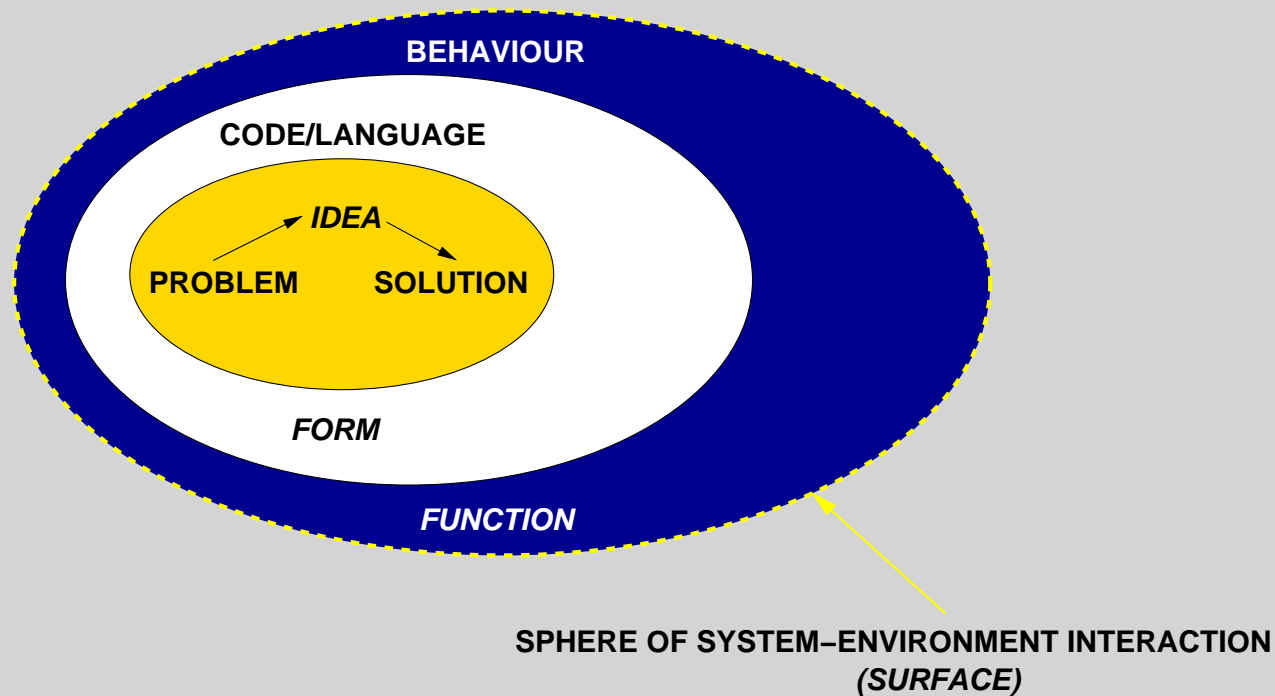 BEHAVIOUR
CODE/LANGUAGE
IDEA
PROBLEM SOLUTION
FORM
FUNCTION
SPHERE OF SYSTEM−ENVIRONMENT INTERACTION
(SURFACE)